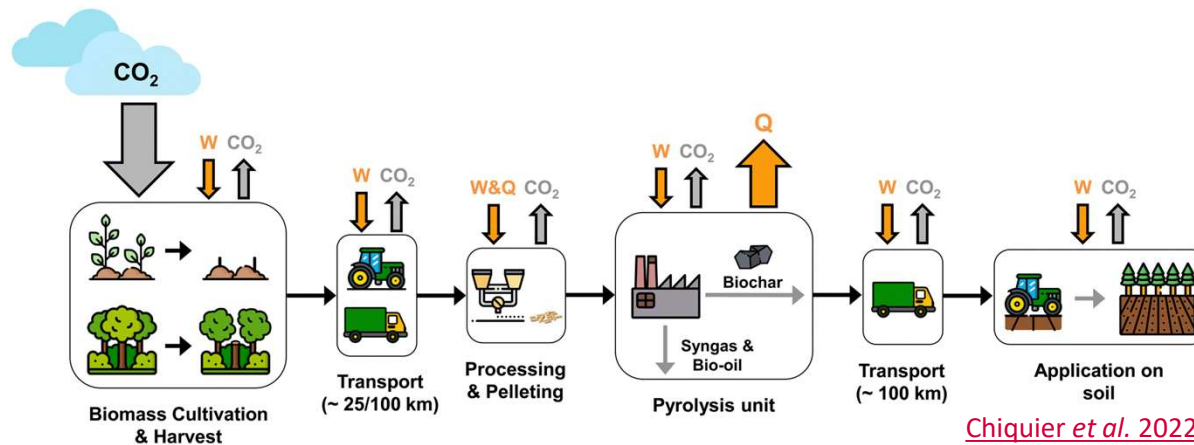 CO₂
W CO₂
Biomass Cultivation
& Harvest
W CO₂
Transport
(~ 25/100 km)
W&Q CO₂
Processing
& Pelleting
W CO₂
Q
Biochar
Syngas &
Bio-oil
Pyrolysis unit
W CO₂
Transport
(~ 100 km)
W CO₂
Application on
soil
Chiquier et al. 2022